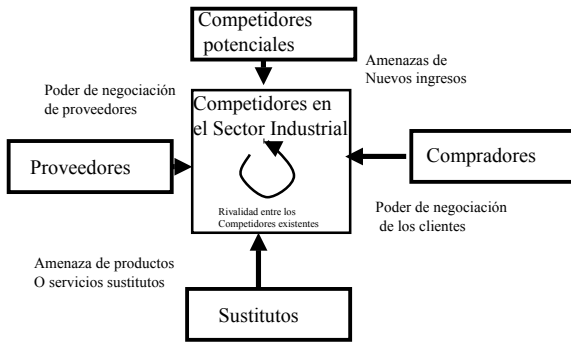 Competidores
potenciales
Amenazas de
Nuevos ingresos
Poder de negociación
de proveedores
Competidores en
el Sector Industrial
Proveedores
Compradores
Rivalidad entre los
Competidores existentes
Poder de negociación
de los clientes
Amenaza de productos
O servicios sustitutos
Sustitutos